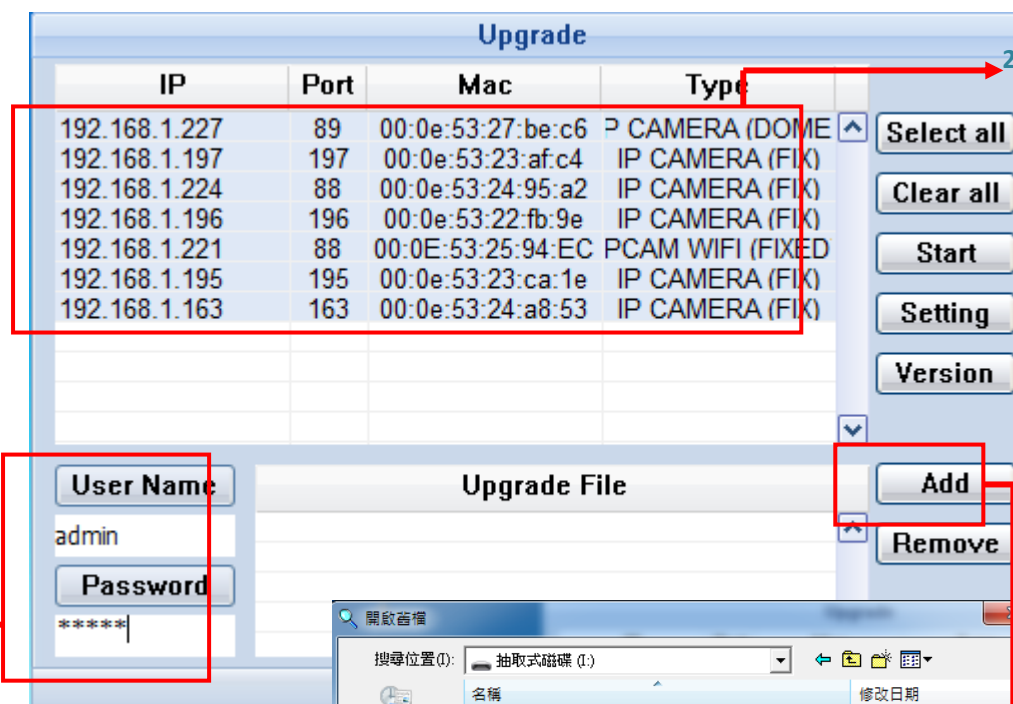 Upgrade
2
IP Port Mac Type
192.168.1.227 89 00:0e:53:27:be:c6 P CAMERA (DOME
192.168.1.197 197 00:0e:53:23:af:c4 IP CAMERA (FIX)
192.168.1.224 88 00:0e:53:24:95:a2 IP CAMERA (FIX)
192.168.1.196 196 00:0e:53:22:fb:9e IP CAMERA (FIX)
192.168.1.221 88 00:0E:53:25:94:EC PCAM WIFI (FIXED
192.168.1.195 195 00:0e:53:23:ca:1e IP CAMERA (FIX)
192.168.1.163 163 00:0e:53:24:a8:53 IP CAMERA (FIX)
Select all
Clear all
Start
Setting
Version
User Name
admin
Password
*****
Upgrade File
Add
Remove
開啟舊檔
搜尋位置(I): 抽取式磁碟 (I:)
名稱 修改日期